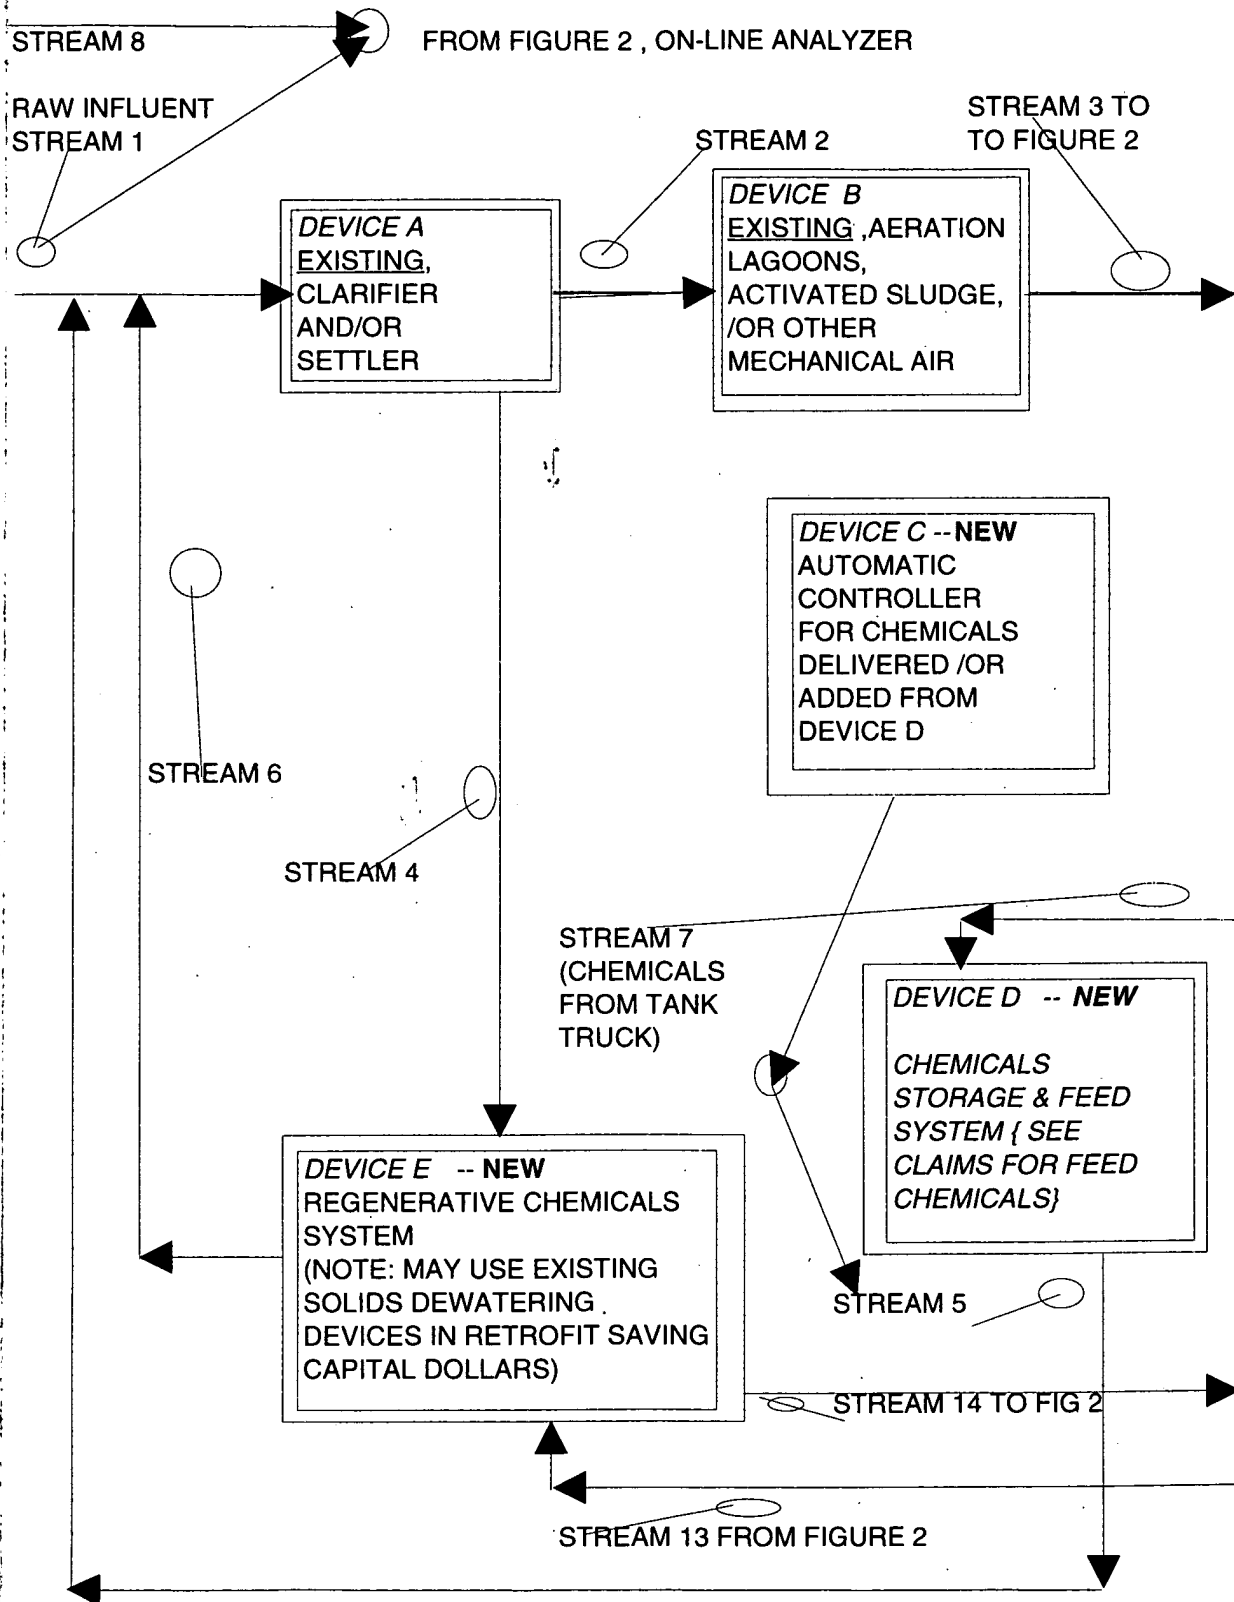 STREAM 8
FROM FIGURE 2 , ON-LINE ANALYZER
RAW INFLUENT
STREAM 1
STREAM 2
STREAM 3 TO
TO FIGURE 2
DEVICE A
EXISTING,
CLARIFIER
AND/OR
SETTLER
DEVICE B
EXISTING ,AERATION
LAGOONS,
ACTIVATED SLUDGE,
/OR OTHER
MECHANICAL AIR
DEVICE C --NEW
AUTOMATIC
CONTROLLER
FOR CHEMICALS
DELIVERED /OR
ADDED FROM
DEVICE D
STREAM 6
STREAM 4
STREAM 7
(CHEMICALS
FROM TANK
TRUCK)
DEVICE D -- NEW
CHEMICALS
STORAGE & FEED
SYSTEM { SEE
CLAIMS FOR FEED
CHEMICALS}
DEVICE E -- NEW
REGENERATIVE CHEMICALS
SYSTEM
(NOTE: MAY USE EXISTING
SOLIDS DEWATERING
DEVICES IN RETROFIT SAVING
CAPITAL DOLLARS)
STREAM 5
STREAM 14 TO FIG 2
STREAM 13 FROM FIGURE 2